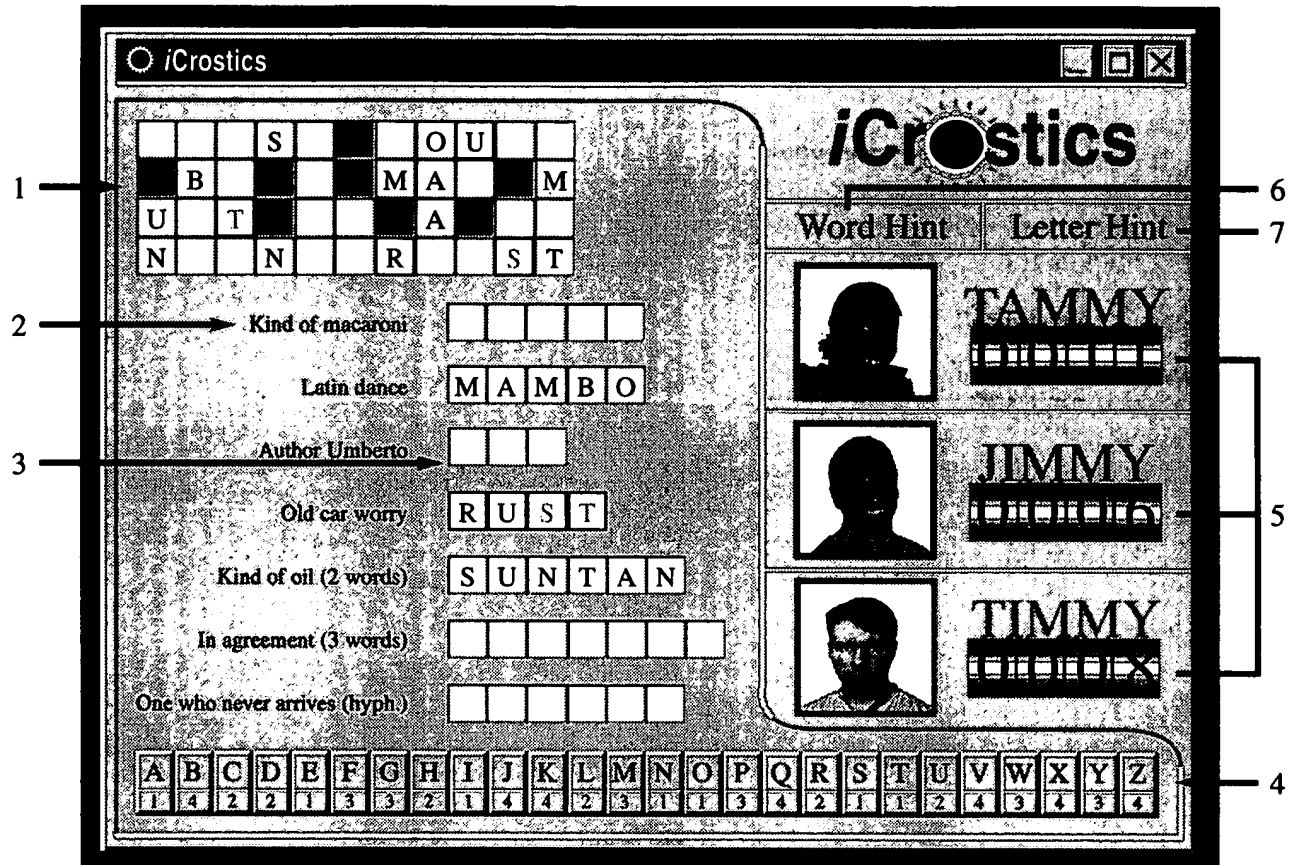 iCrostics
iCrostics
S O U
B M A M
U T A
N N R S T
1
2
3
4
5
6
7
Word Hint Letter Hint
TAMMY
JIMMY
TIMMY
Kind of macaroni
Latin dance M A M B O
Author Umberto
Old car worry R U S T
Kind of oil (2 words) S U N T A N
In agreement (3 words)
One who never arrives (hyph.)
A B C D E F G H I J K L M N O P Q R S T U V W X Y Z
1 4 2 2 1 3 3 2 1 4 4 2 3 1 1 3 4 2 1 1 2 4 3 4 3 4